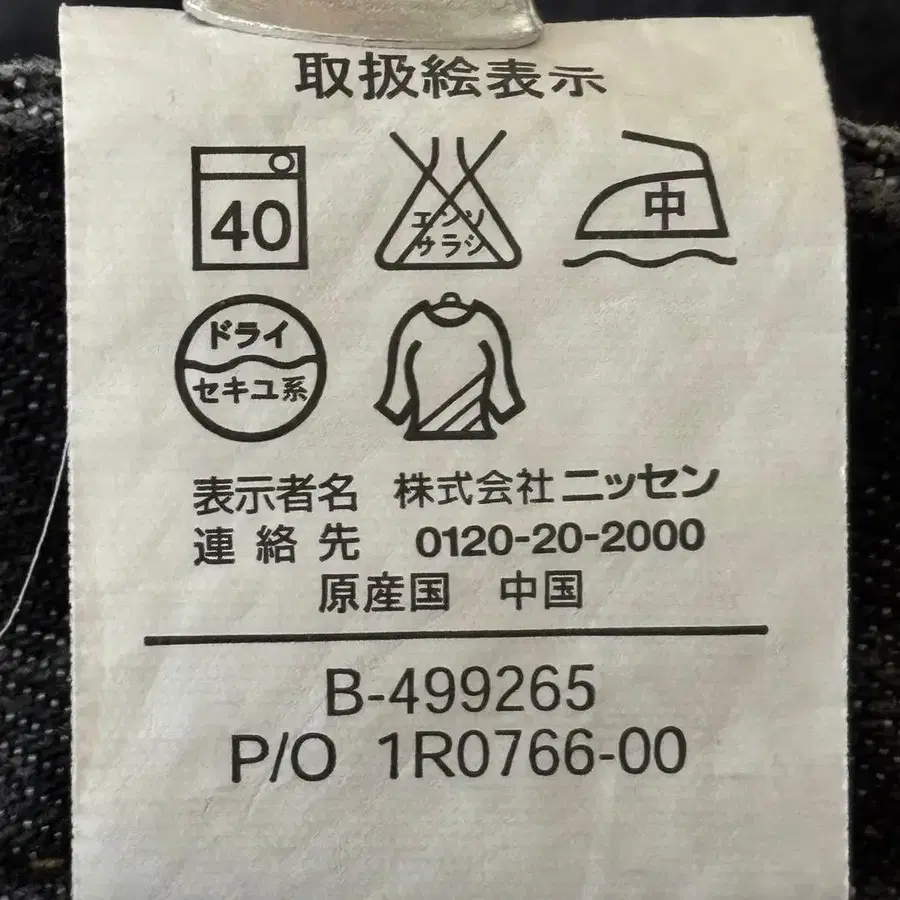 取扱絵表示
40
エンソ
サラシ
中
ドライ
セキユ系
表示者名 株式会社ニッセン
連絡先 0120-20-2000
原産国 中国
B-499265
P/O 1R0766-00